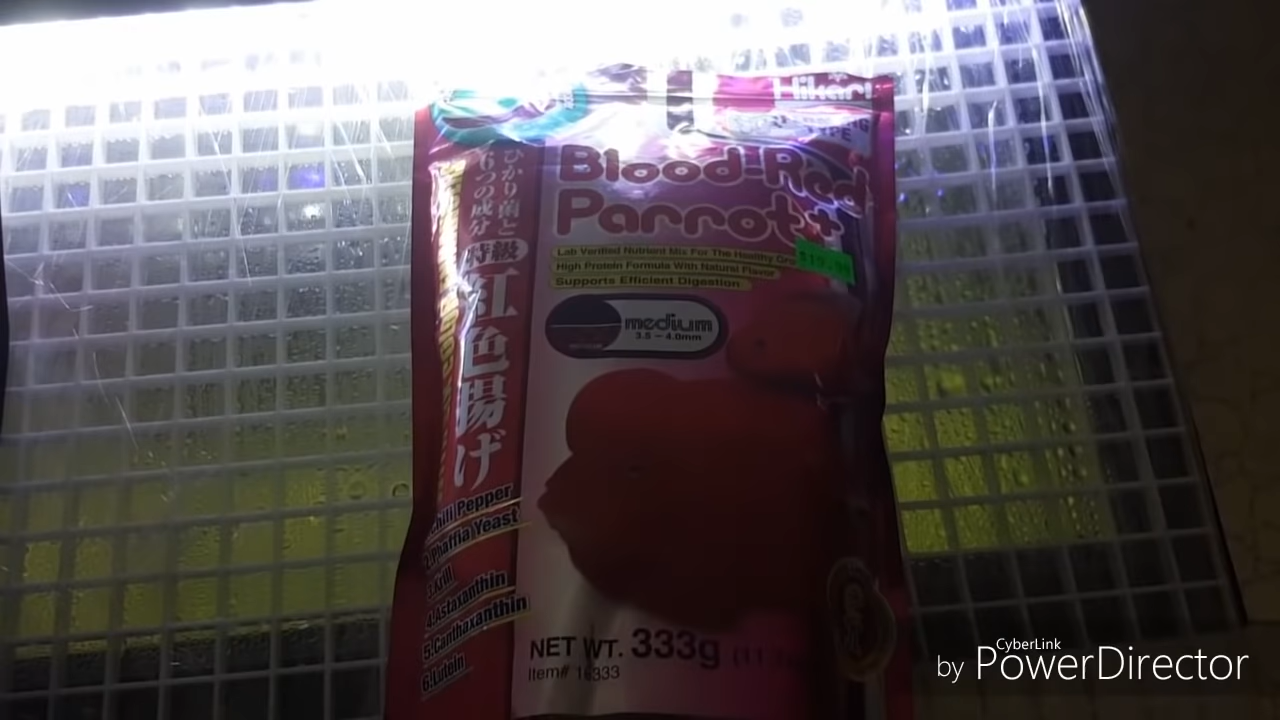 Hikari
TYPE
Blood-Red
Parrot+
Lab Verified Nutrient Mix For The Healthy
High Protein Formula With Natural Flavor
Supports Efficient Digestion
$19.99
medium
3.5 - 4.0mm
ひかり菌と
6つの成分
特級
紅色揚げ
Chili Pepper
2.Phaffia Yeast
3.Krill
4.Astaxanthin
5.Canthaxanthin
6.Lutein
NET WT. 333g
Item#
CyberLink
by PowerDirector